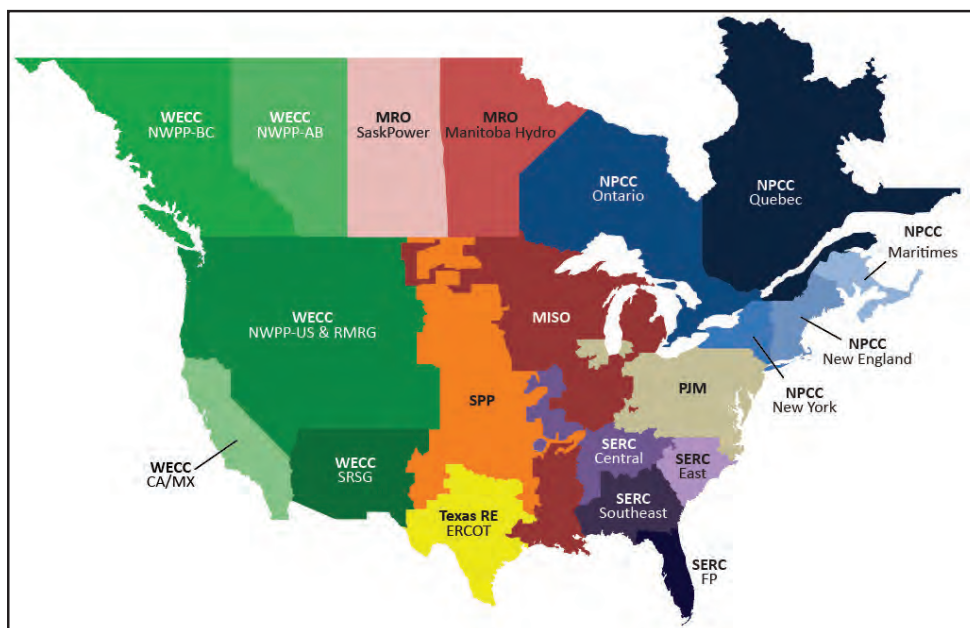 WECC
NWPP-BC
WECC
NWPP-AB
MRO
SaskPower
MRO
Manitoba Hydro
NPCC
Ontario
NPCC
Quebec
NPCC
Maritimes
WECC
NWPP-US & RMRG
MISO
NPCC
New England
SPP
PJM
NPCC
New York
WECC
CA/MX
WECC
SRSG
SERC
Central
SERC
East
SERC
Southeast
Texas RE
ERCOT
SERC
FP